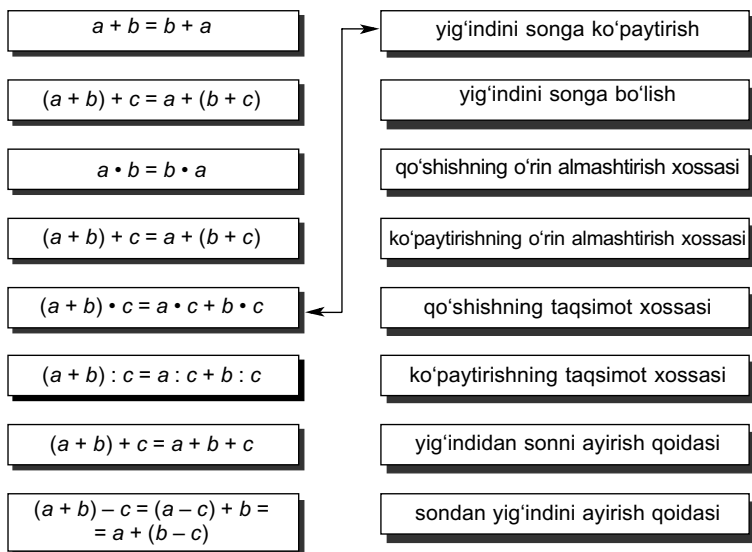 a + b = b + a
(a + b) + c = a + (b + c)
a • b = b • a
(a + b) + c = a + (b + c)
(a + b) • c = a • c + b • c
(a + b) : c = a : c + b : c
(a + b) + c = a + b + c
(a + b) – c = (a – c) + b =
= a + (b – c)
yig‘indini songa ko‘paytirish
yig‘indini songa bo‘lish
qo‘shishning o‘rin almashtirish xossasi
ko‘paytirishning o‘rin almashtirish xossasi
qo‘shishning taqsimot xossasi
ko‘paytirishning taqsimot xossasi
yig‘indidan sonni ayirish qoidasi
sondan yig‘indini ayirish qoidasi